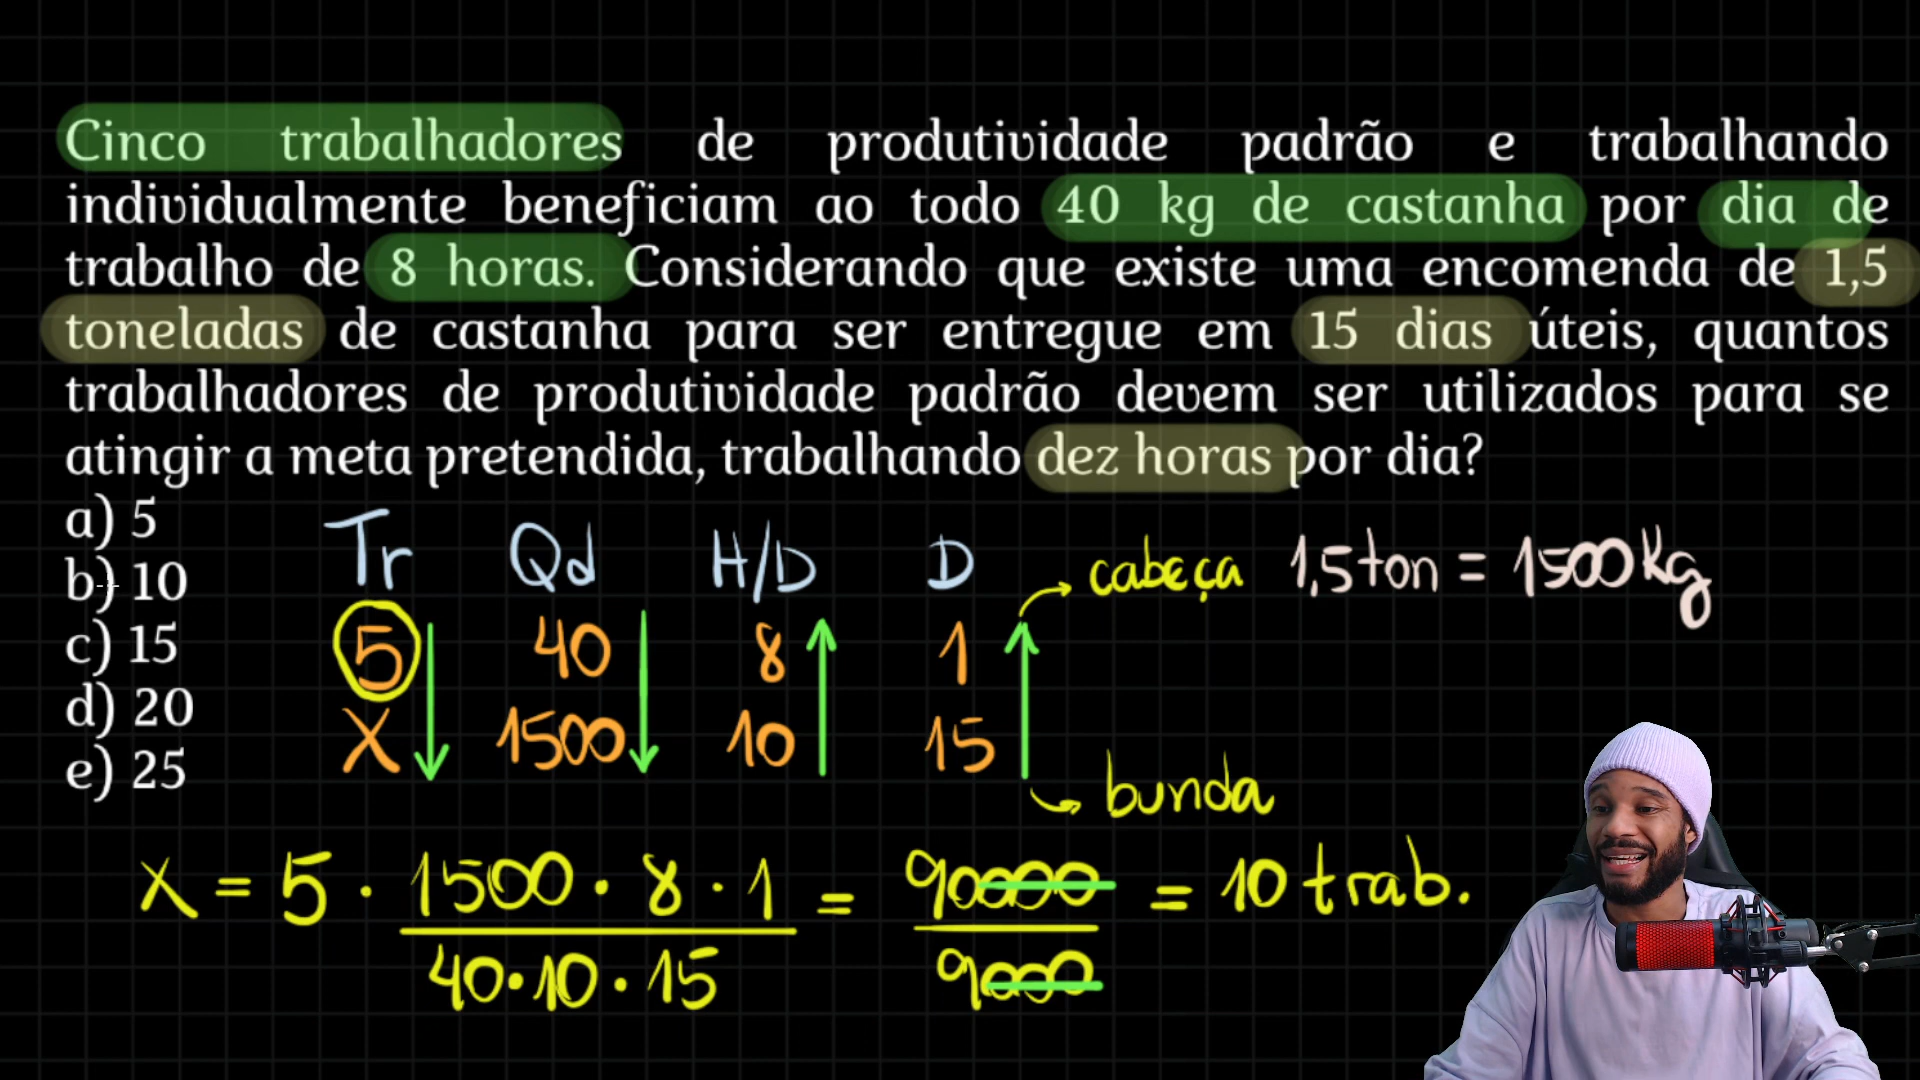 Cinco trabalhadores de produtividade padrão e trabalhando
individualmente beneficiam ao todo 40 kg de castanha por dia de
trabalho de 8 horas. Considerando que existe uma encomenda de 1,5
toneladas de castanha para ser entregue em 15 dias úteis, quantos
trabalhadores de produtividade padrão devem ser utilizados para se
atingir a meta pretendida, trabalhando dez horas por dia?
a) 5
b) 10
c) 15
d) 20
e) 25
Tr Qd H/D D cabeça 1,5 ton = 1500 kg
5 40 8 1
X 1500 10 15
bunda
X = 5 · 1500 · 8 · 1 = 90000 = 10 trab.
40 · 10 · 15 9000